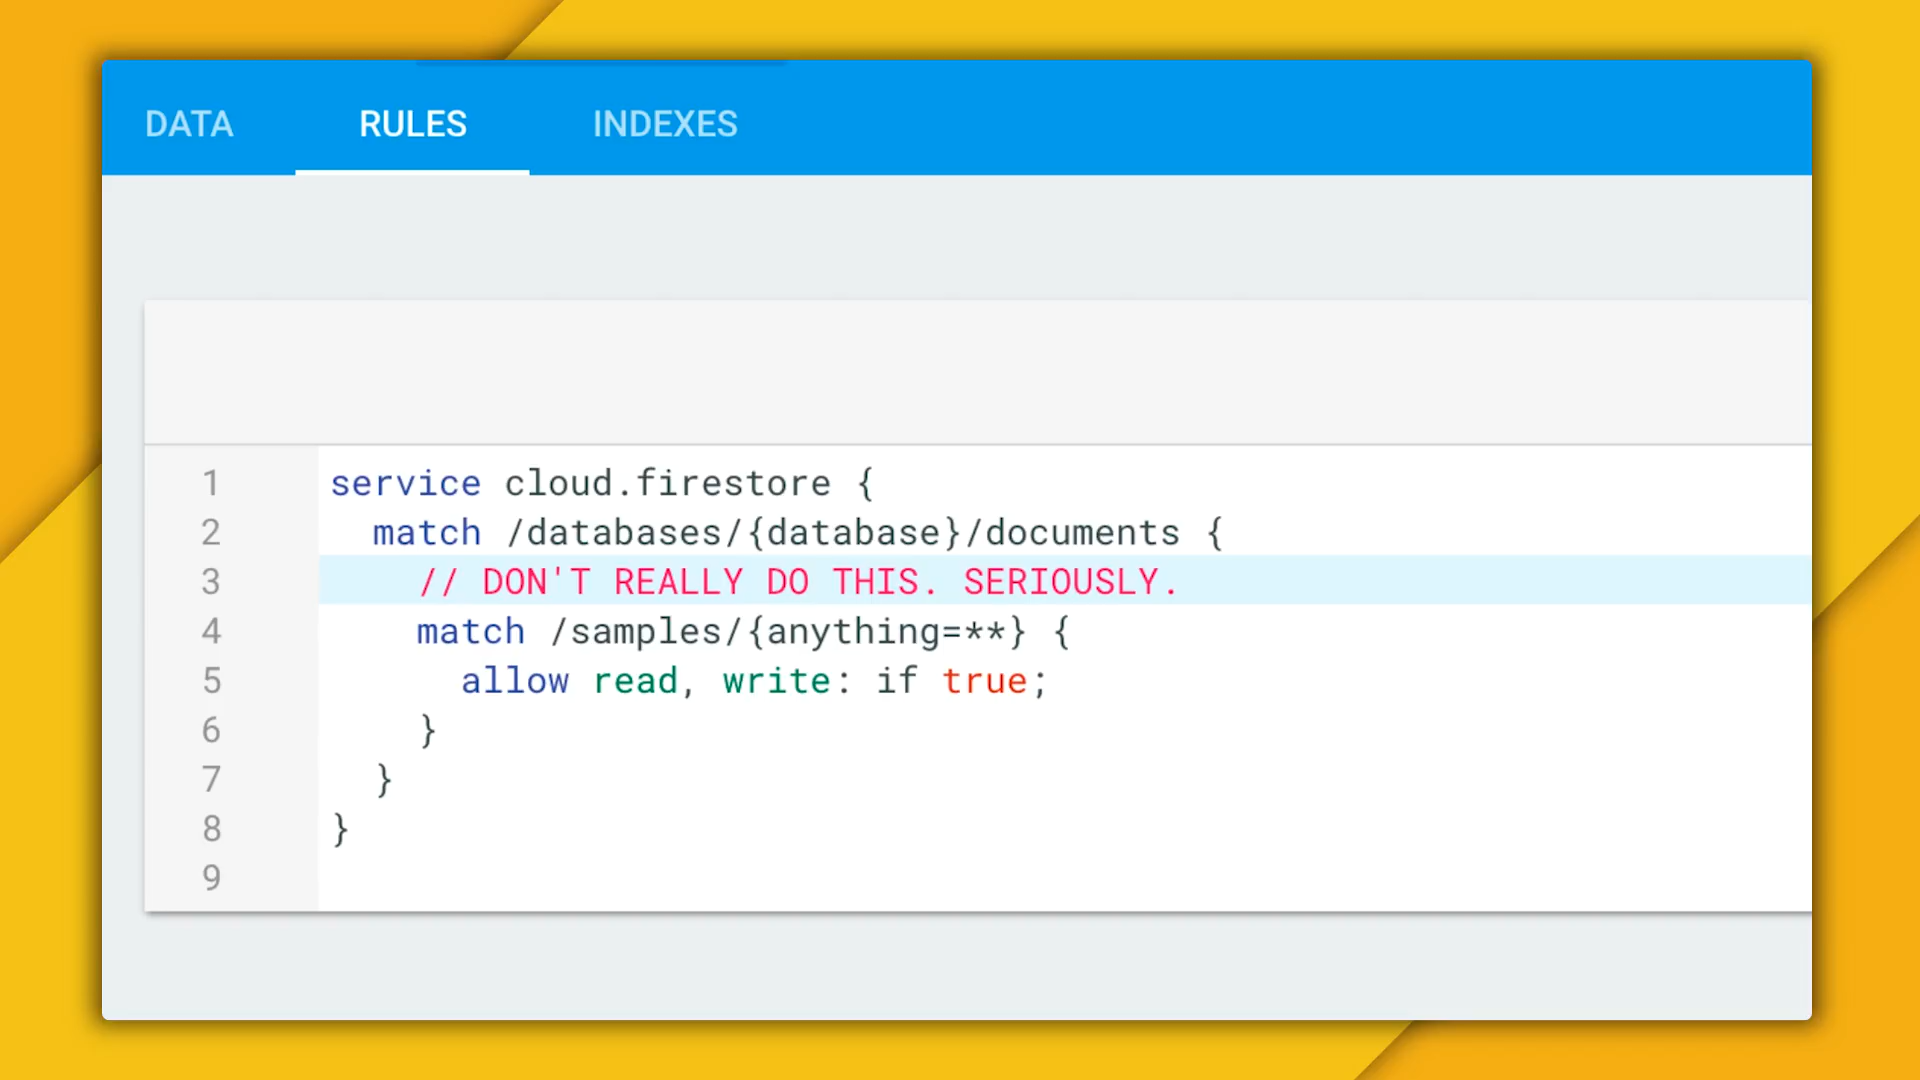 DATA RULES INDEXES
1 service cloud.firestore {
2 match /databases/{database}/documents {
3 // DON'T REALLY DO THIS. SERIOUSLY.
4 match /samples/{anything=**} {
5 allow read, write: if true;
6 }
7 }
8 }
9